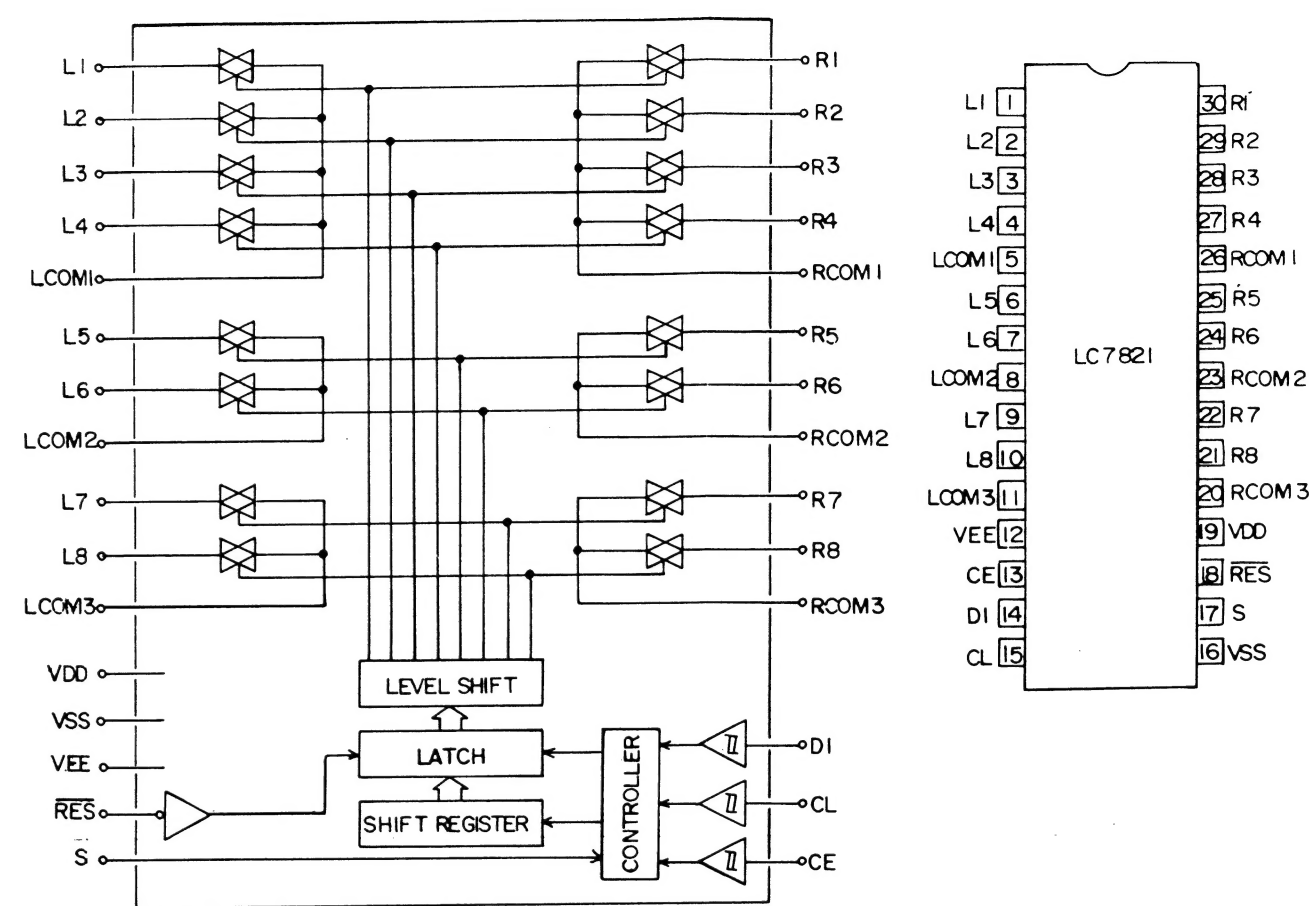 L1
L2
L3
L4
LCOM1
L5
L6
LCOM2
L7
L8
LCOM3
VDD
VSS
VEE
RES
S
R1
R2
R3
R4
RCOM1
R5
R6
RCOM2
R7
R8
RCOM3
DI
CL
CE
LEVEL SHIFT
LATCH
SHIFT REGISTER
CONTROLLER
L1 1
L2 2
L3 3
L4 4
LCOM1 5
L5 6
L6 7
LCOM2 8
L7 9
L8 10
LCOM3 11
VEE 12
CE 13
DI 14
CL 15
LC7821
30 R1
29 R2
28 R3
27 R4
26 RCOM1
25 R5
24 R6
23 RCOM2
22 R7
21 R8
20 RCOM3
19 VDD
18 RES
17 S
16 VSS